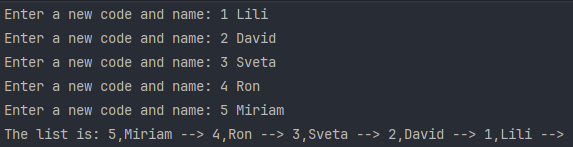 Enter a new code and name: 1 Lili
Enter a new code and name: 2 David
Enter a new code and name: 3 Sveta
Enter a new code and name: 4 Ron
Enter a new code and name: 5 Miriam
The list is: 5,Miriam --> 4,Ron --> 3,Sveta --> 2,David --> 1,Lili -->